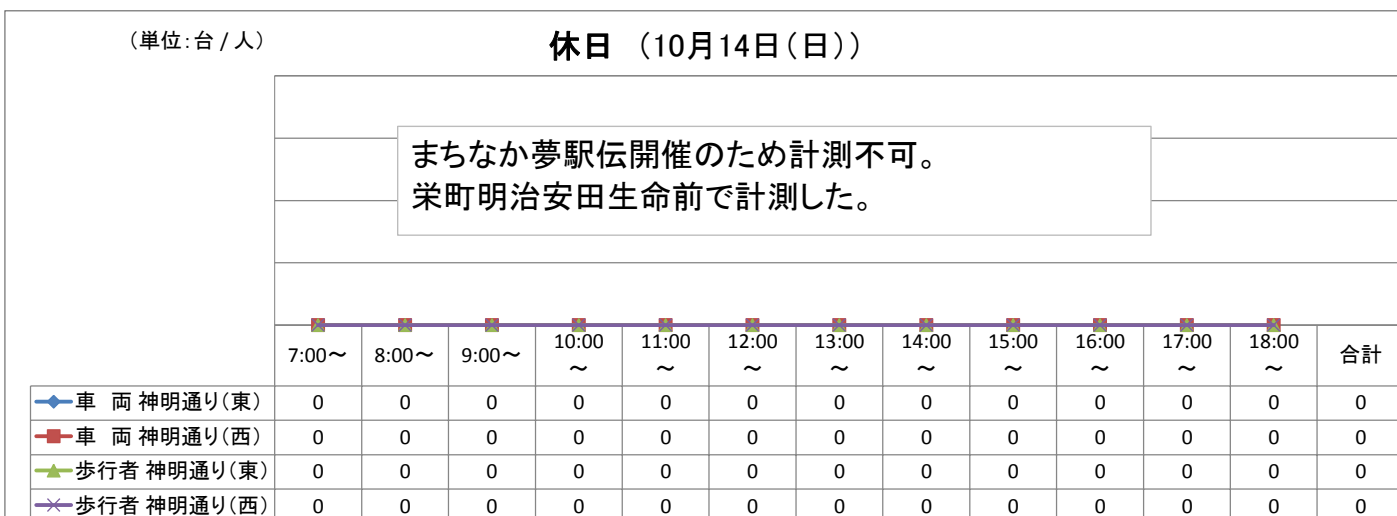 （単位：台 / 人）
休日 （10月14日（日））
まちなか夢駅伝開催のため計測不可。
栄町明治安田生命前で計測した。
7:00～ 8:00～ 9:00～ 10:00～ 11:00～ 12:00～ 13:00～ 14:00～ 15:00～ 16:00～ 17:00～ 18:00～ 合計
車　両 神明通り（東） 0 0 0 0 0 0 0 0 0 0 0 0 0
車　両 神明通り（西） 0 0 0 0 0 0 0 0 0 0 0 0 0
歩行者 神明通り（東） 0 0 0 0 0 0 0 0 0 0 0 0 0
歩行者 神明通り（西） 0 0 0 0 0 0 0 0 0 0 0 0 0